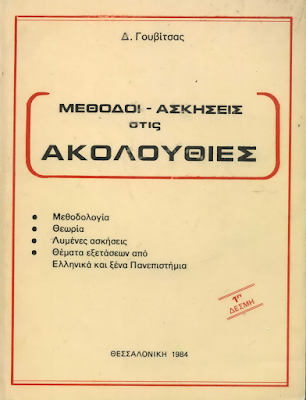 Δ. Γουβίτσας
ΜΕΘΟΔΟΙ - ΑΣΚΗΣΕΙΣ
στις
ΑΚΟΛΟΥΘΙΕΣ
Μεθοδολογία
Θεωρία
Λυμένες ασκήσεις
Θέματα εξετάσεων από
Ελληνικά και ξένα Πανεπιστήμια
1η
ΔΕΣΜΗ
ΘΕΣΣΑΛΟΝΙΚΗ 1984